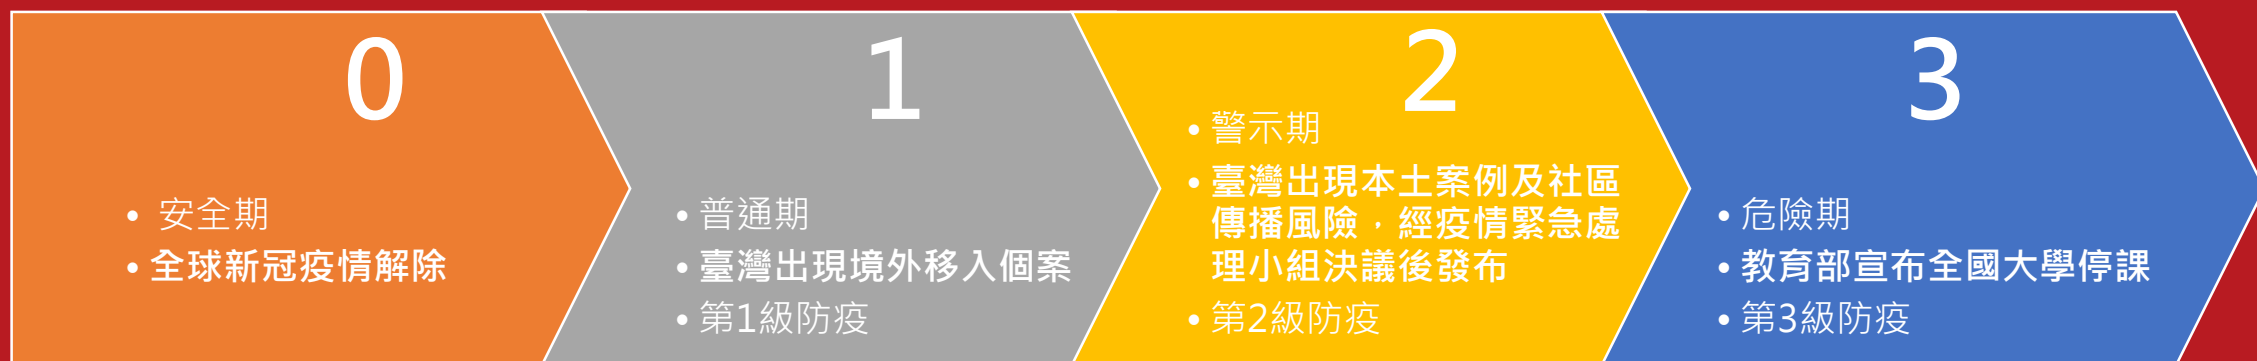 0
• 安全期
• 全球新冠疫情解除
1
• 普通期
• 臺灣出現境外移入個案
• 第1級防疫
2
• 警示期
• 臺灣出現本土案例及社區
傳播風險，經疫情緊急處
理小組決議後發布
• 第2級防疫
3
• 危險期
• 教育部宣布全國大學停課
• 第3級防疫